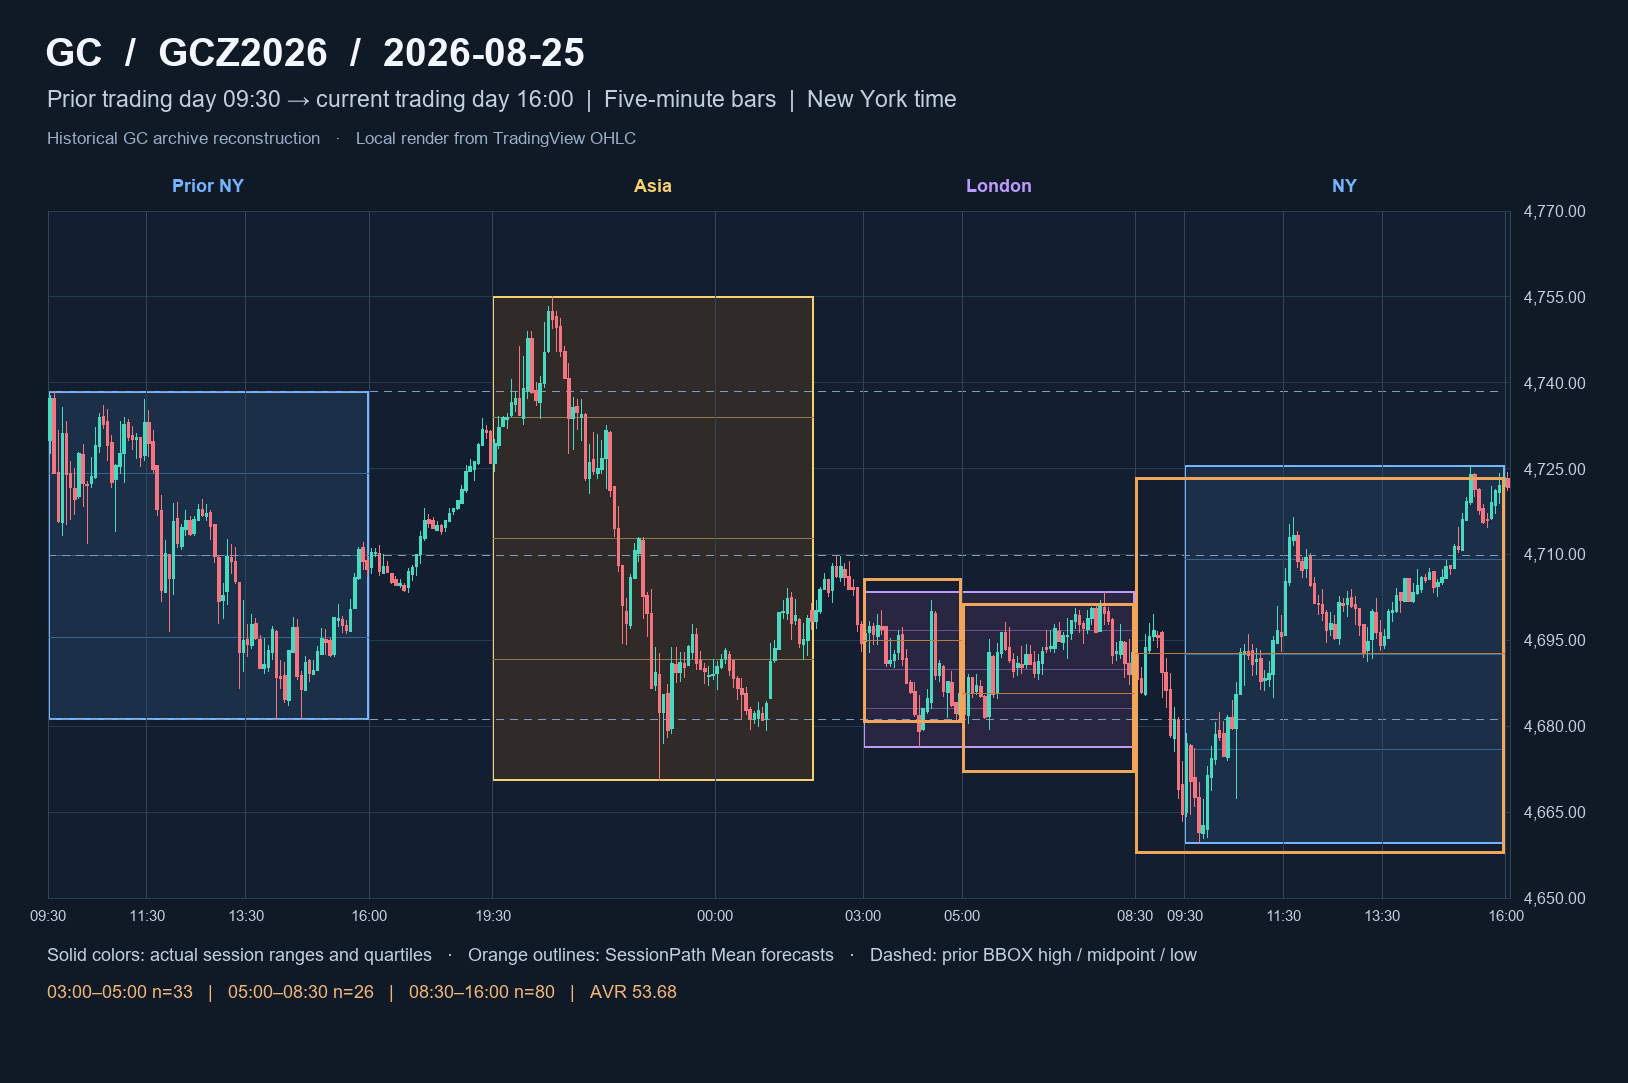 GC / GCZ2026 / 2026-08-25
Prior trading day 09:30 → current trading day 16:00 | Five-minute bars | New York time
Historical GC archive reconstruction · Local render from TradingView OHLC
Prior NY Asia London NY
4,770.00
4,755.00
4,740.00
4,725.00
4,710.00
4,695.00
4,680.00
4,665.00
4,650.00
09:30 11:30 13:30 16:00 19:30 00:00 03:00 05:00 08:30 09:30 11:30 13:30 16:00
Solid colors: actual session ranges and quartiles · Orange outlines: SessionPath Mean forecasts · Dashed: prior BBOX high / midpoint / low
03:00–05:00 n=33 | 05:00–08:30 n=26 | 08:30–16:00 n=80 | AVR 53.68